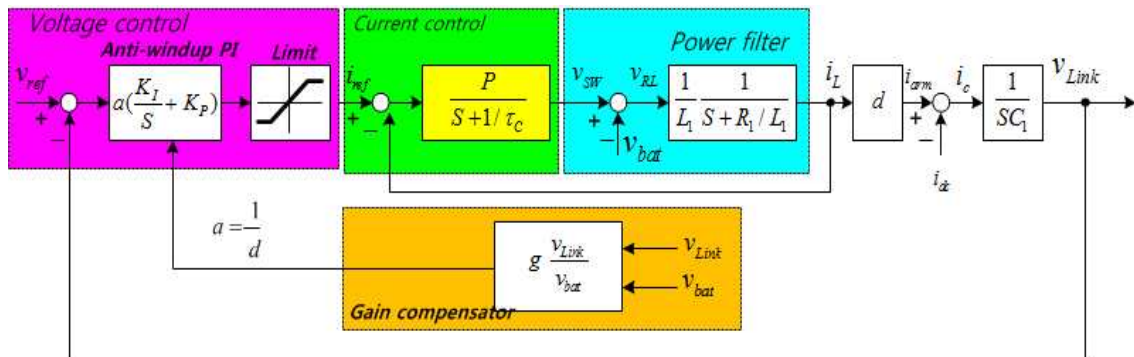 Voltage control
Anti-windup PI
Limit
Current control
Power filter
v_ref
+
−
a(K_I/S + K_P)
i_ref
+
−
P/(S+1/τ_C)
v_SW
+
−
v_bat
v_RL
1/L_1 1/(S+R_1/L_1)
i_L
d
i_arm
+
−
i_dc
i_c
1/(SC_1)
v_Link
a = 1/d
g v_Link/v_bat
v_Link
v_bat
Gain compensator